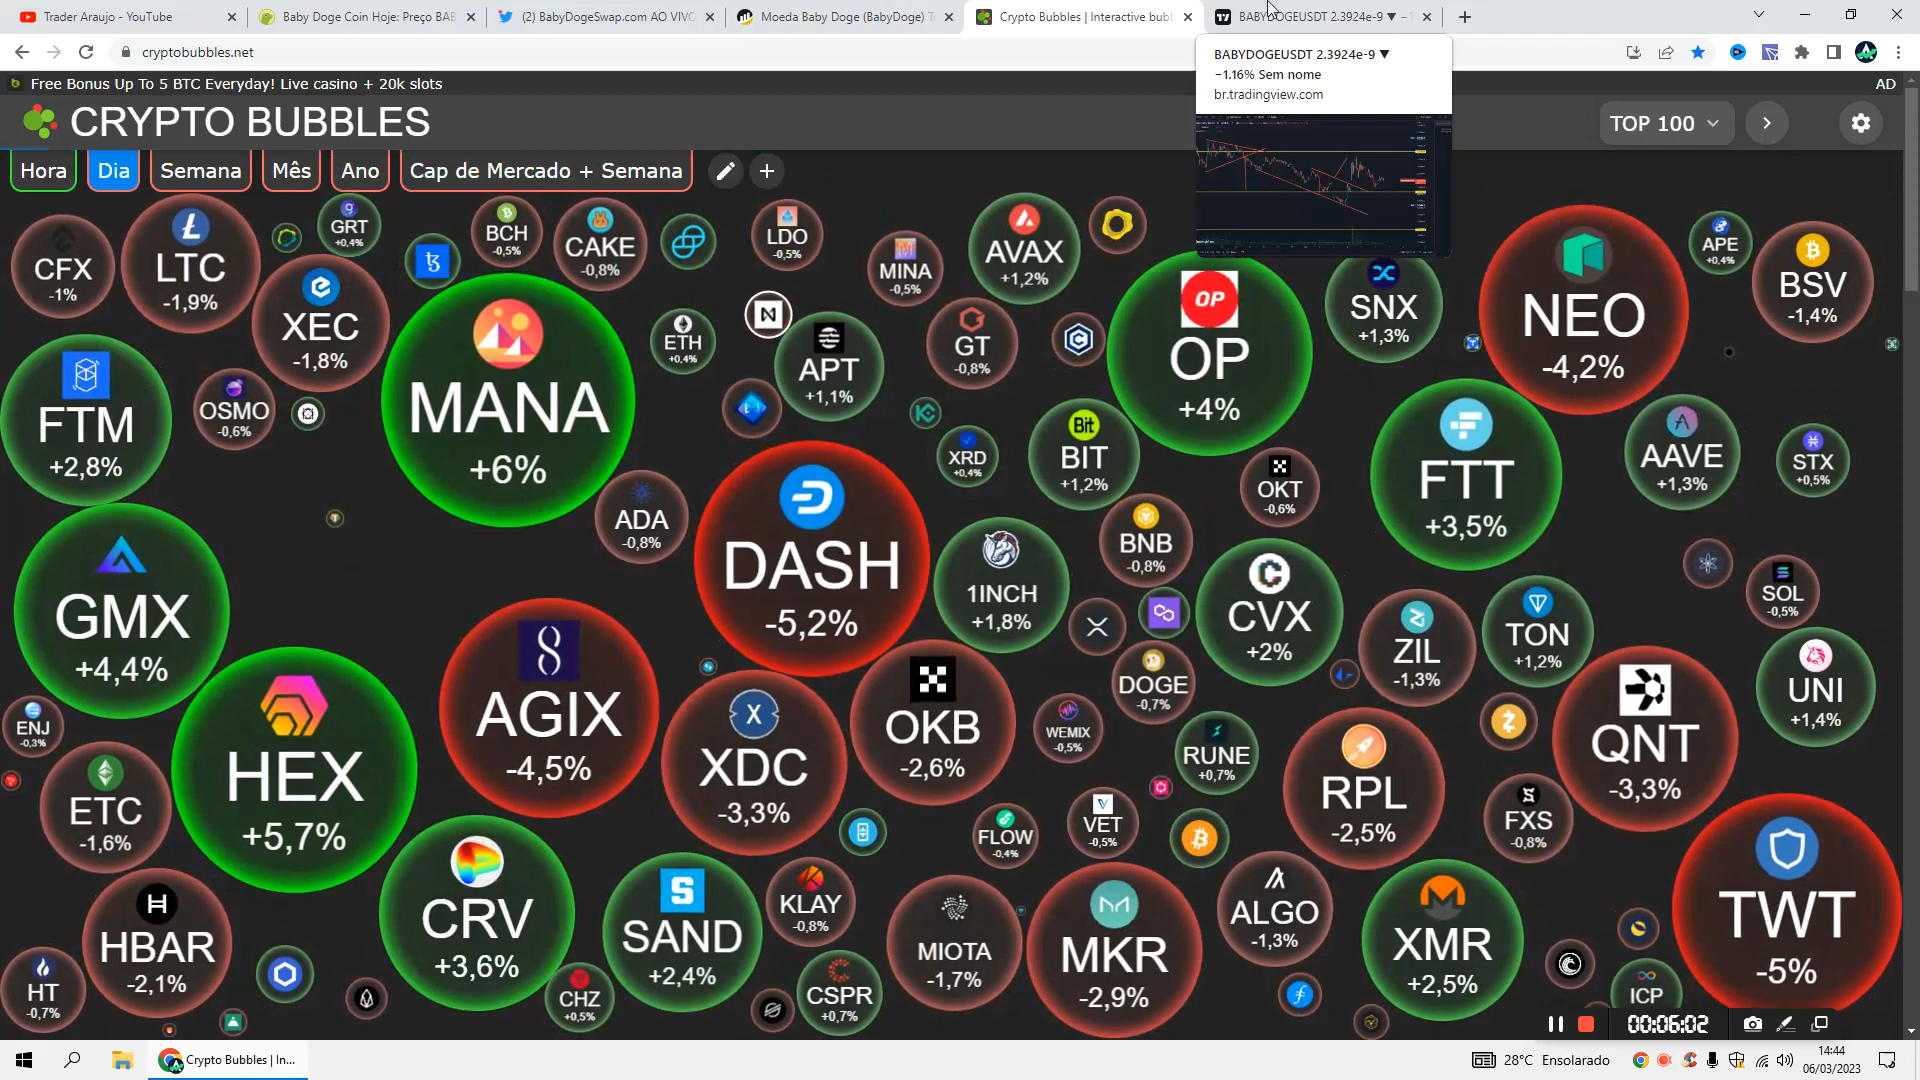 Trader Araujo - YouTube
Baby Doge Coin Hoje: Preço BAB
(2) BabyDogeSwap.com AO VIVO
Moeda Baby Doge (BabyDoge) T
Crypto Bubbles | Interactive bub
BABYDOGEUSDT 2.3924e-9 ▼ −
cryptobubbles.net
BABYDOGEUSDT 2.3924e-9 ▼
−1.16% Sem nome
br.tradingview.com
Free Bonus Up To 5 BTC Everyday! Live casino + 20k slots
AD
CRYPTO BUBBLES
TOP 100
Hora
Dia
Semana
Mês
Ano
Cap de Mercado + Semana
CFX
-1%
LTC
-1,9%
GRT
+0,4%
XEC
-1,8%
BCH
-0,5%
CAKE
-0,8%
LDO
-0,5%
MINA
-0,5%
AVAX
+1,2%
OP
OP
+4%
SNX
+1,3%
NEO
-4,2%
APE
+0,4%
BSV
-1,4%
FTM
+2,8%
OSMO
-0,6%
MANA
+6%
ETH
+0,4%
APT
+1,1%
GT
-0,8%
XRD
+0,4%
Bit
BIT
+1,2%
OKT
-0,6%
FTT
+3,5%
AAVE
+1,3%
STX
+0,5%
ADA
-0,8%
DASH
-5,2%
1INCH
+1,8%
BNB
-0,8%
CVX
+2%
ZIL
-1,3%
TON
+1,2%
SOL
-0,5%
GMX
+4,4%
AGIX
-4,5%
DOGE
-0,7%
UNI
+1,4%
ENJ
-0,3%
HEX
+5,7%
XDC
-3,3%
OKB
-2,6%
WEMIX
-0,5%
RUNE
+0,7%
RPL
-2,5%
QNT
-3,3%
ETC
-1,6%
FLOW
-0,4%
VET
-0,5%
FXS
-0,8%
HBAR
-2,1%
CRV
+3,6%
SAND
+2,4%
KLAY
-0,8%
MIOTA
-1,7%
MKR
-2,9%
ALGO
-1,3%
XMR
+2,5%
TWT
-5%
HT
-0,7%
CHZ
+0,5%
CSPR
+0,7%
ICP
00:06:02
Crypto Bubbles | In...
28°C Ensolarado
14:44
06/03/2023